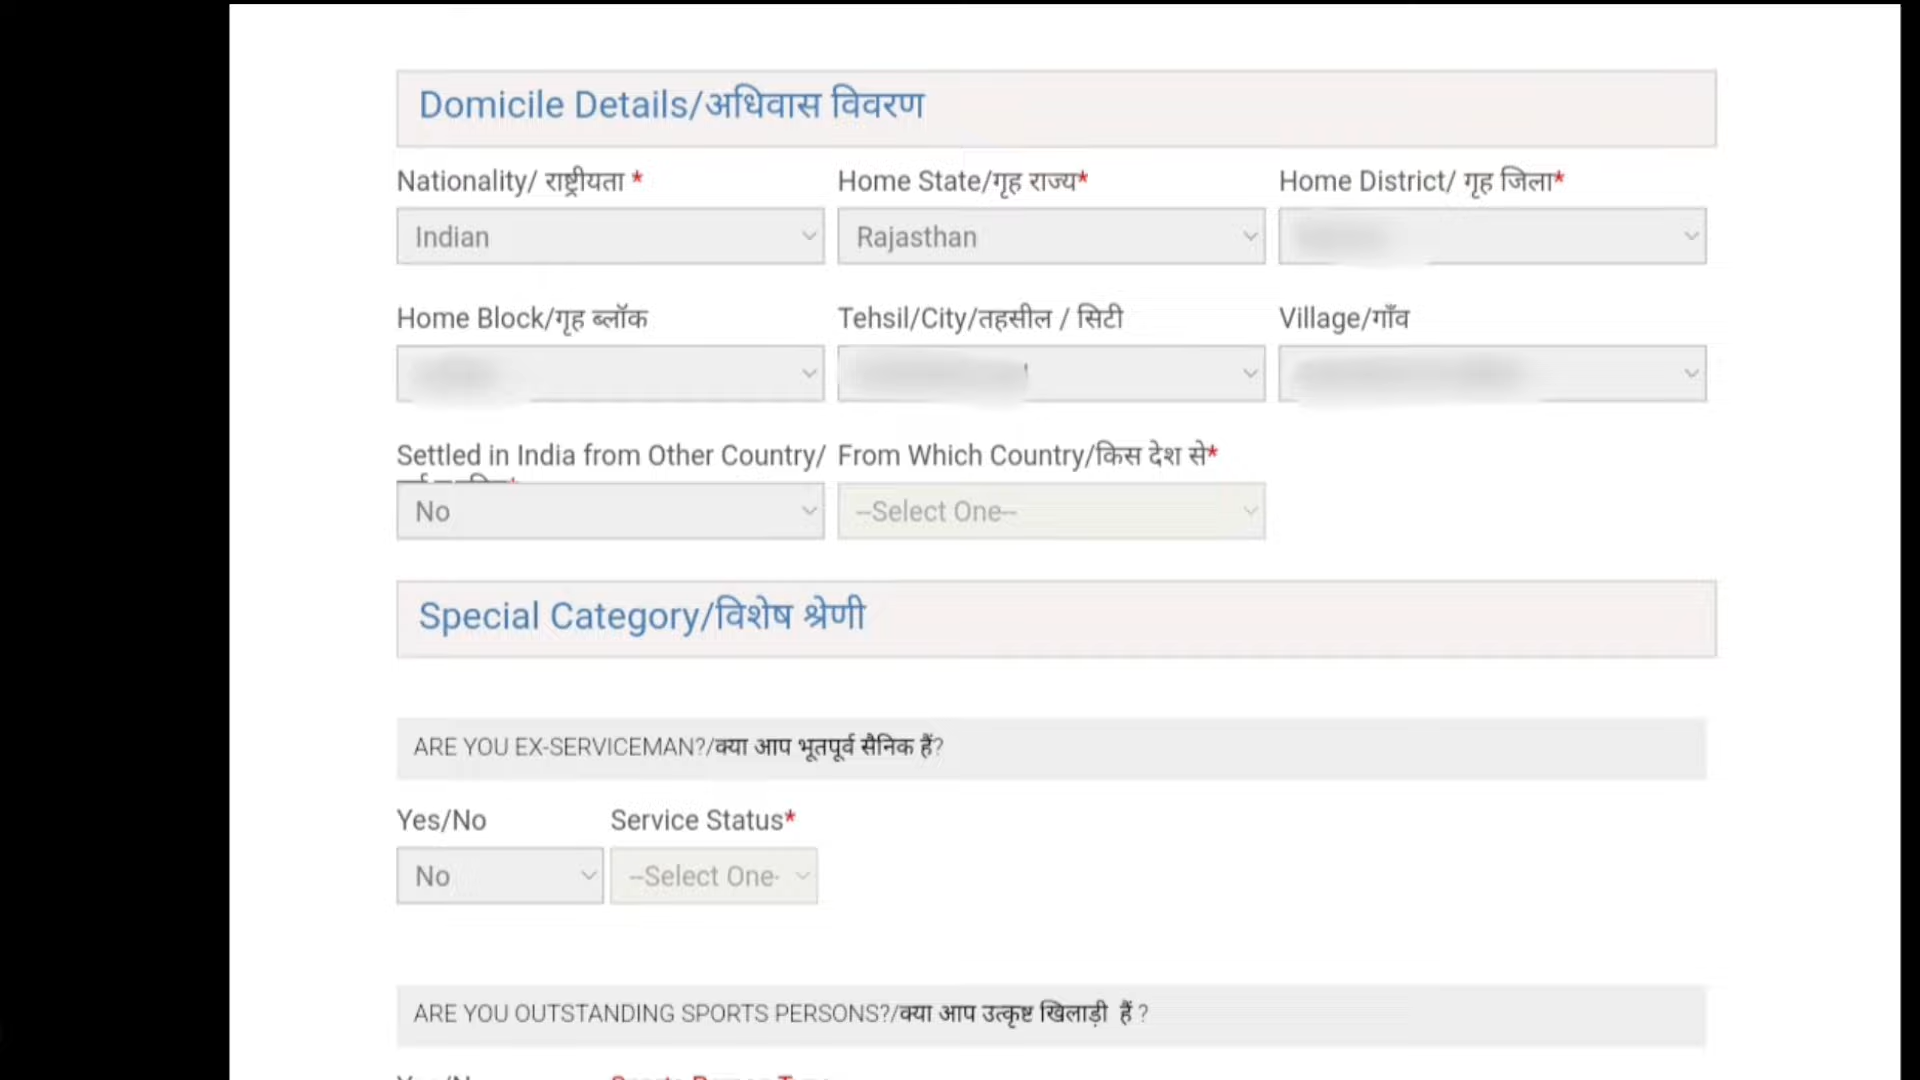 Domicile Details/अधिवास विवरण
Nationality/ राष्ट्रीयता * Home State/गृह राज्य* Home District/ गृह जिला*
Indian Rajasthan
Home Block/गृह ब्लॉक Tehsil/City/तहसील / सिटी Village/गाँव
Settled in India from Other Country/ From Which Country/किस देश से*
No --Select One--
Special Category/विशेष श्रेणी
ARE YOU EX-SERVICEMAN?/क्या आप भूतपूर्व सैनिक हैं?
Yes/No Service Status*
No --Select One-
ARE YOU OUTSTANDING SPORTS PERSONS?/क्या आप उत्कृष्ट खिलाड़ी हैं ?